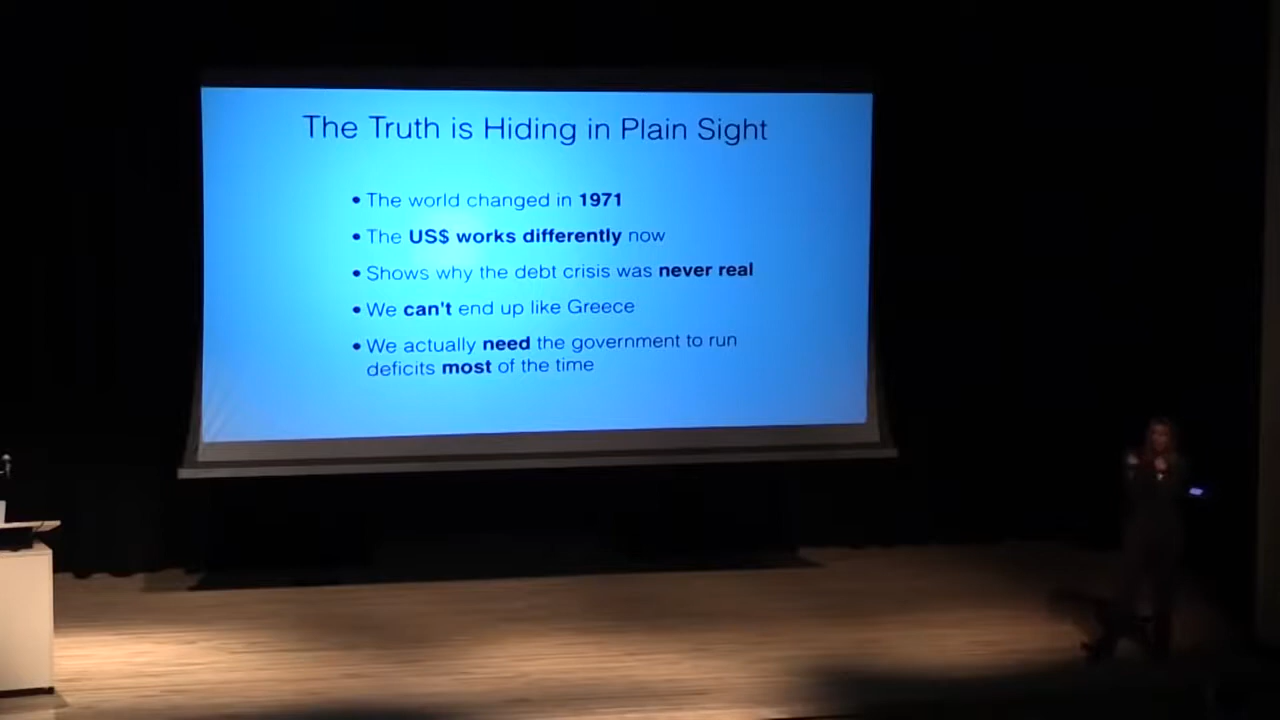 The Truth is Hiding in Plain Sight
• The world changed in 1971
• The US$ works differently now
• Shows why the debt crisis was never real
• We can't end up like Greece
• We actually need the government to run
deficits most of the time